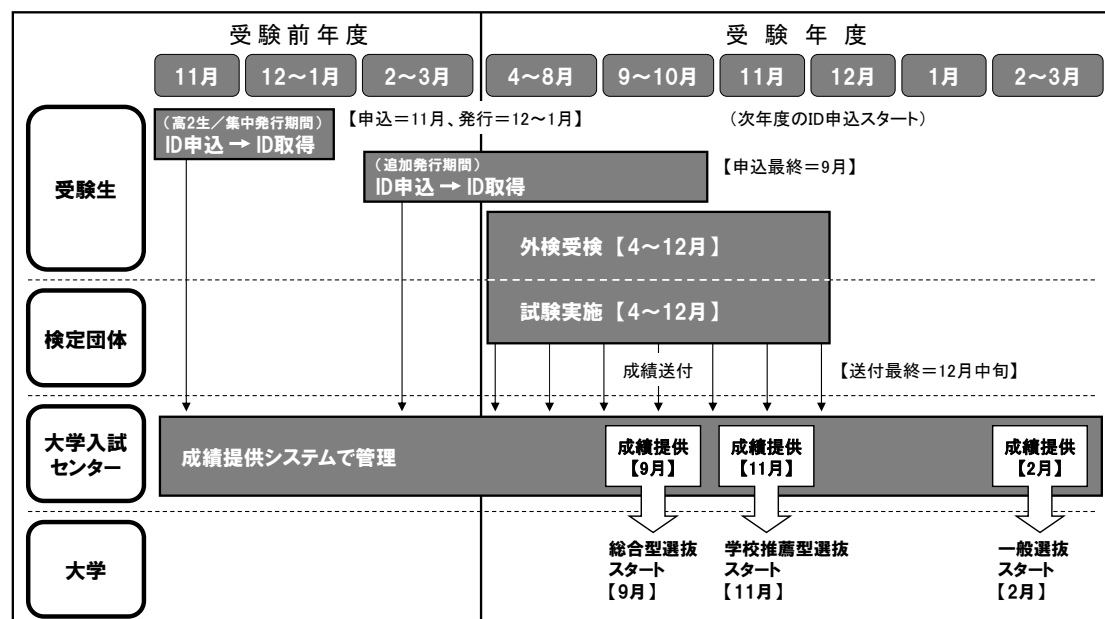 受験前年度
受験年度
11月
12～1月
2～3月
4～8月
9～10月
11月
12月
1月
2～3月
受験生
（高2生／集中発行期間）
ID申込 → ID取得
【申込＝11月、発行＝12～1月】
（次年度のID申込スタート）
（追加発行期間）
ID申込 → ID取得
【申込最終＝9月】
外検受検【4～12月】
検定団体
試験実施【4～12月】
成績送付
【送付最終＝12月中旬】
大学入試
センター
成績提供システムで管理
成績提供
【9月】
成績提供
【11月】
成績提供
【2月】
大学
総合型選抜
スタート
【9月】
学校推薦型選抜
スタート
【11月】
一般選抜
スタート
【2月】